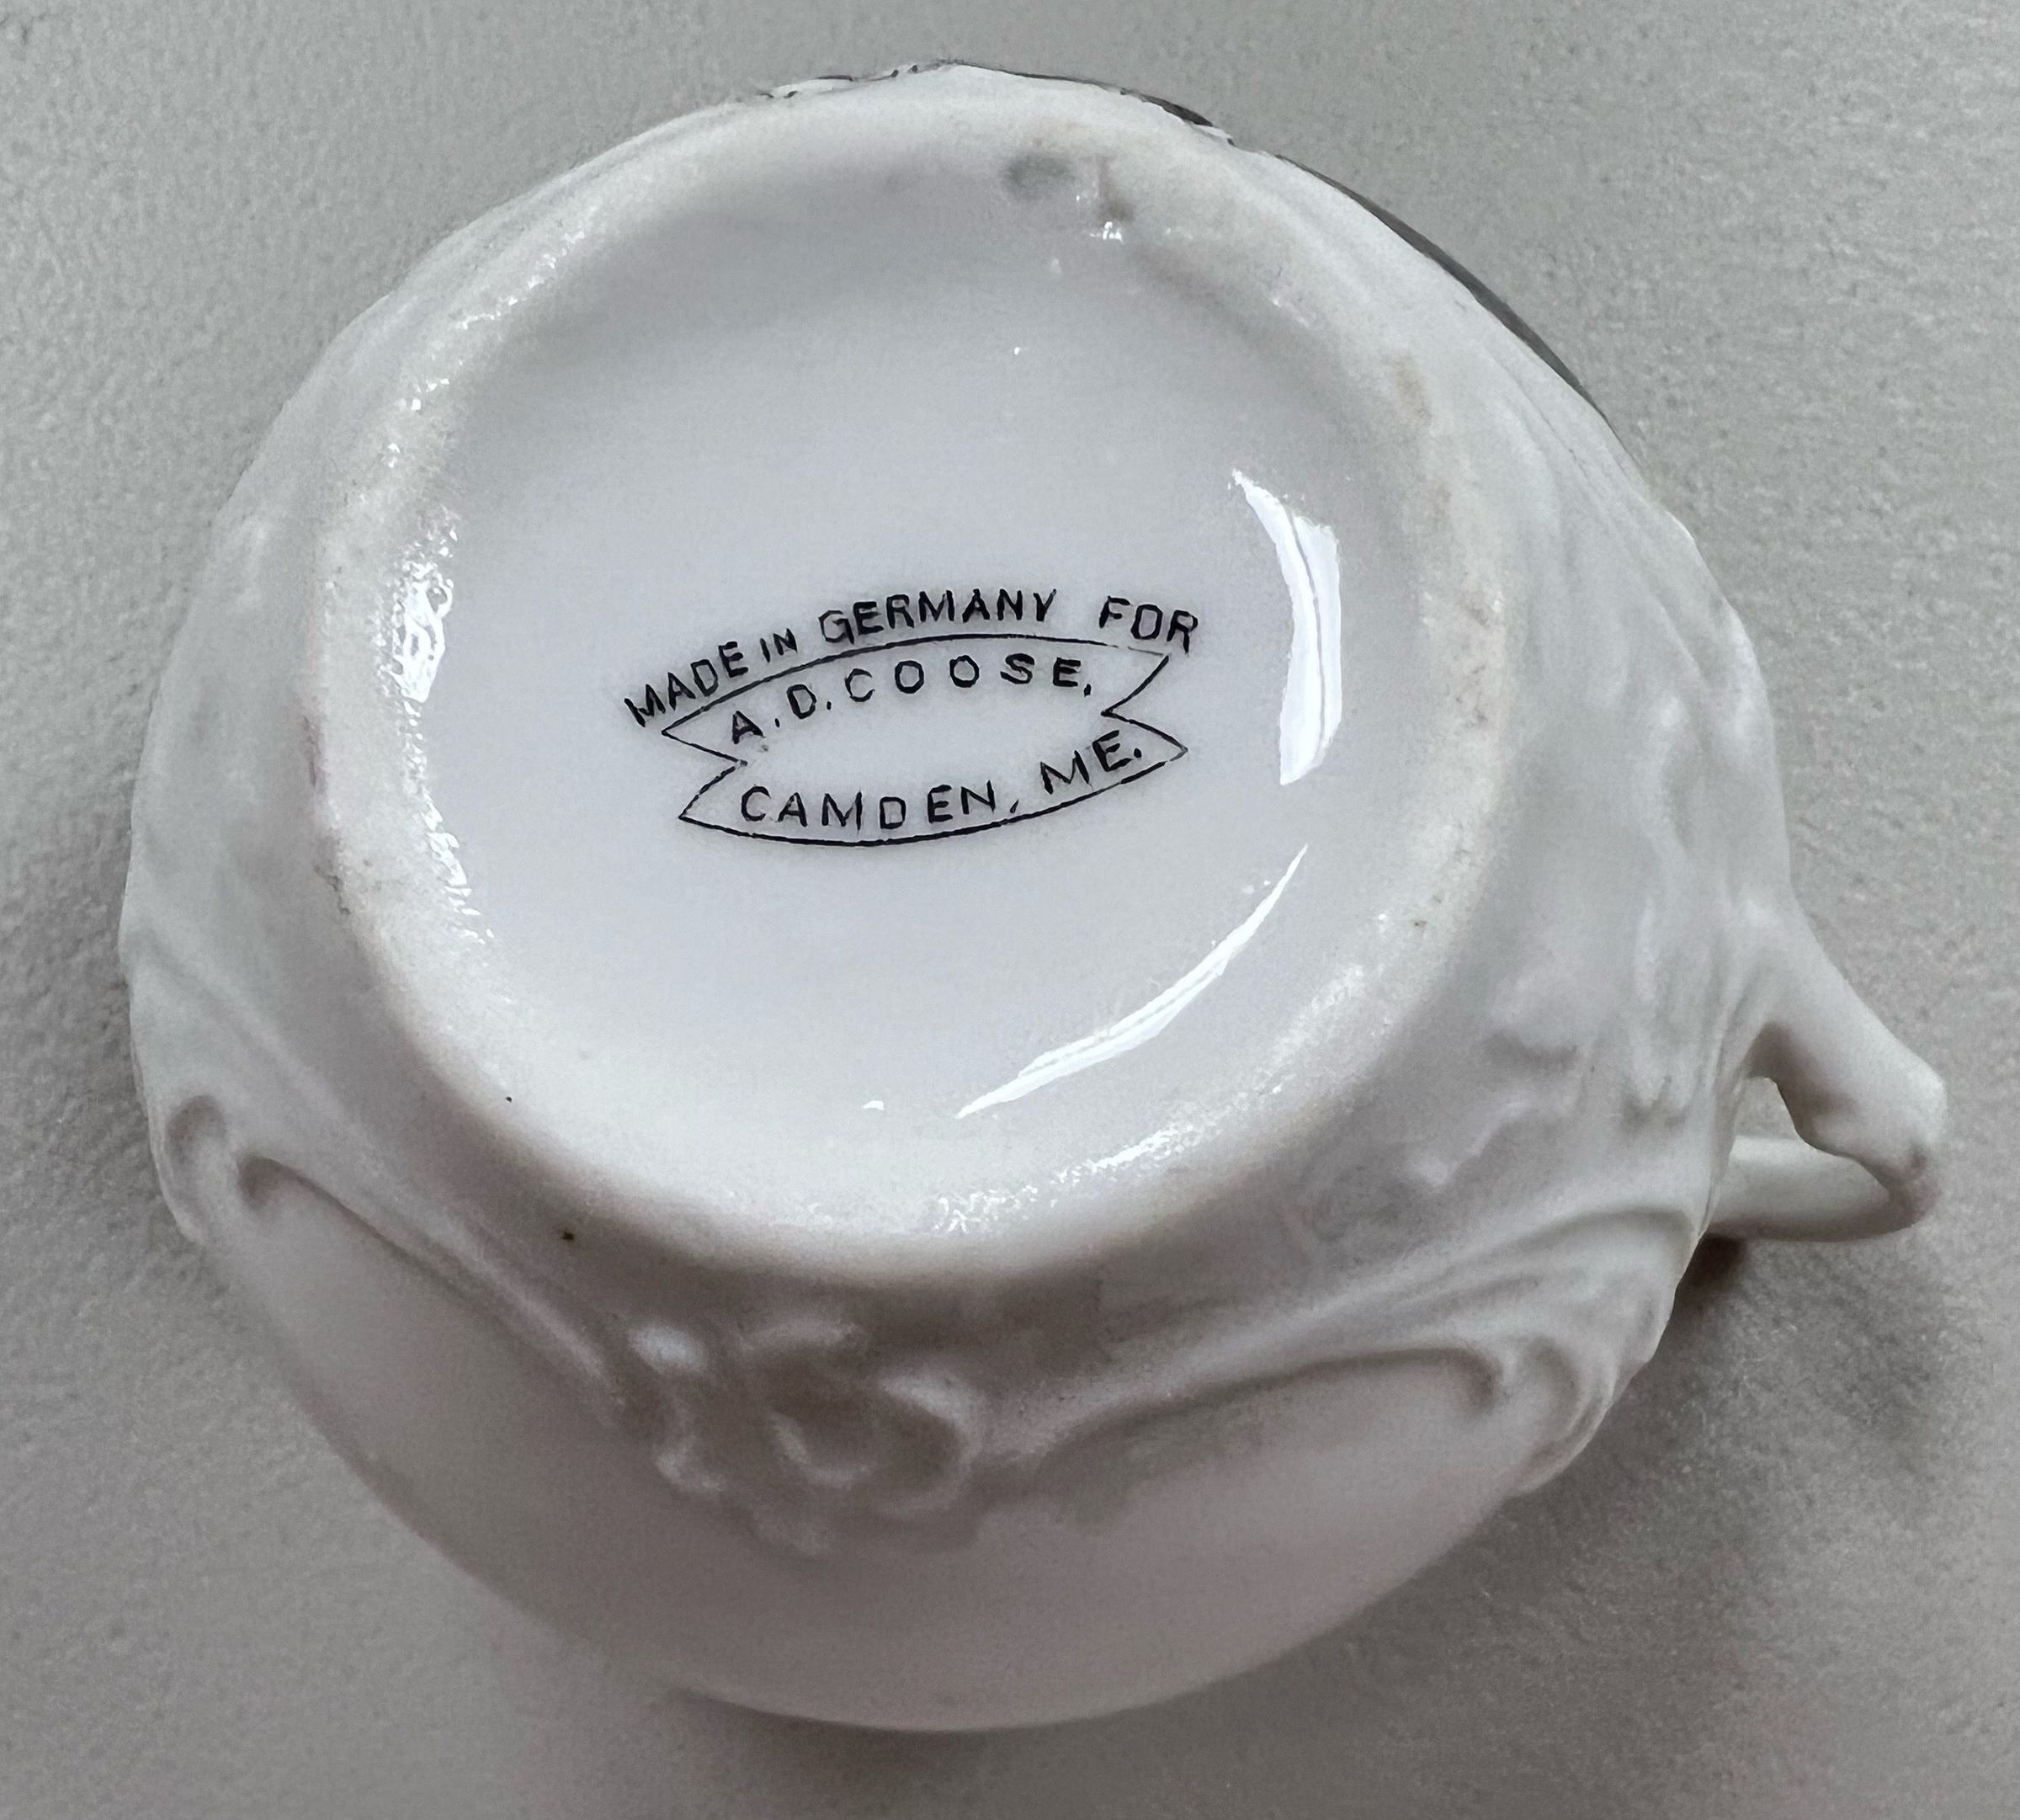 MADE IN GERMANY FOR
A.D. COOSE,
CAMDEN, ME.